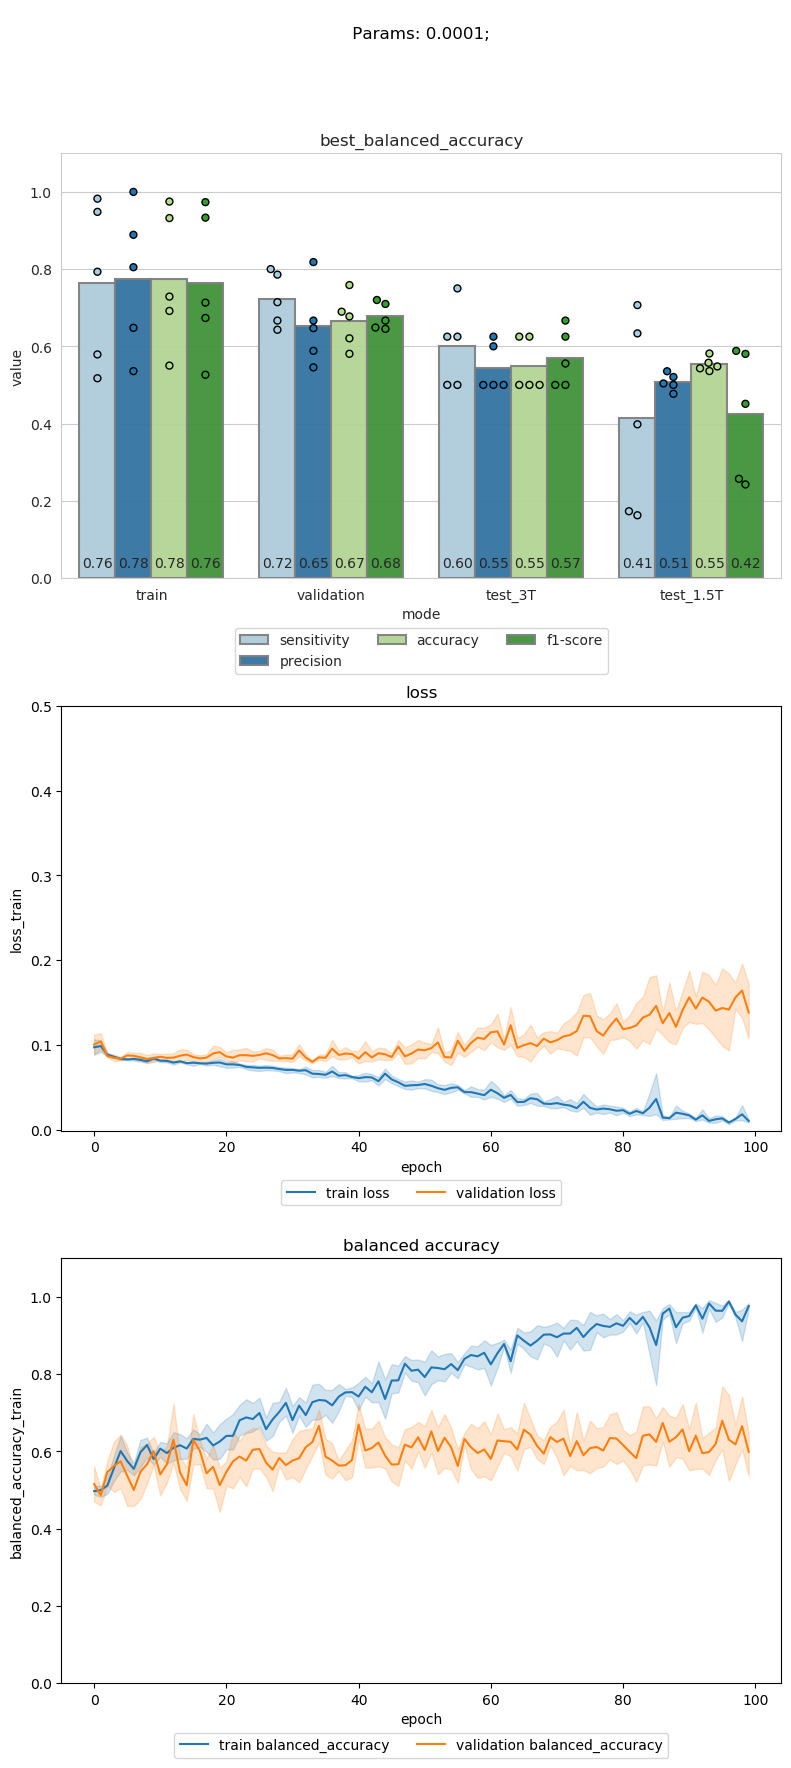 Params: 0.0001;
best_balanced_accuracy
1.0
0.8
0.6
0.4
0.2
0.0
value
0.76 0.78 0.78 0.76 0.72 0.65 0.67 0.68 0.60 0.55 0.55 0.57 0.41 0.51 0.55 0.42
train validation test_3T test_1.5T
mode
sensitivity accuracy f1-score
precision
loss
0.5
0.4
0.3
0.2
0.1
0.0
loss_train
0 20 40 60 80 100
epoch
train loss validation loss
balanced accuracy
1.0
0.8
0.6
0.4
0.2
0.0
balanced_accuracy_train
0 20 40 60 80 100
epoch
train balanced_accuracy validation balanced_accuracy